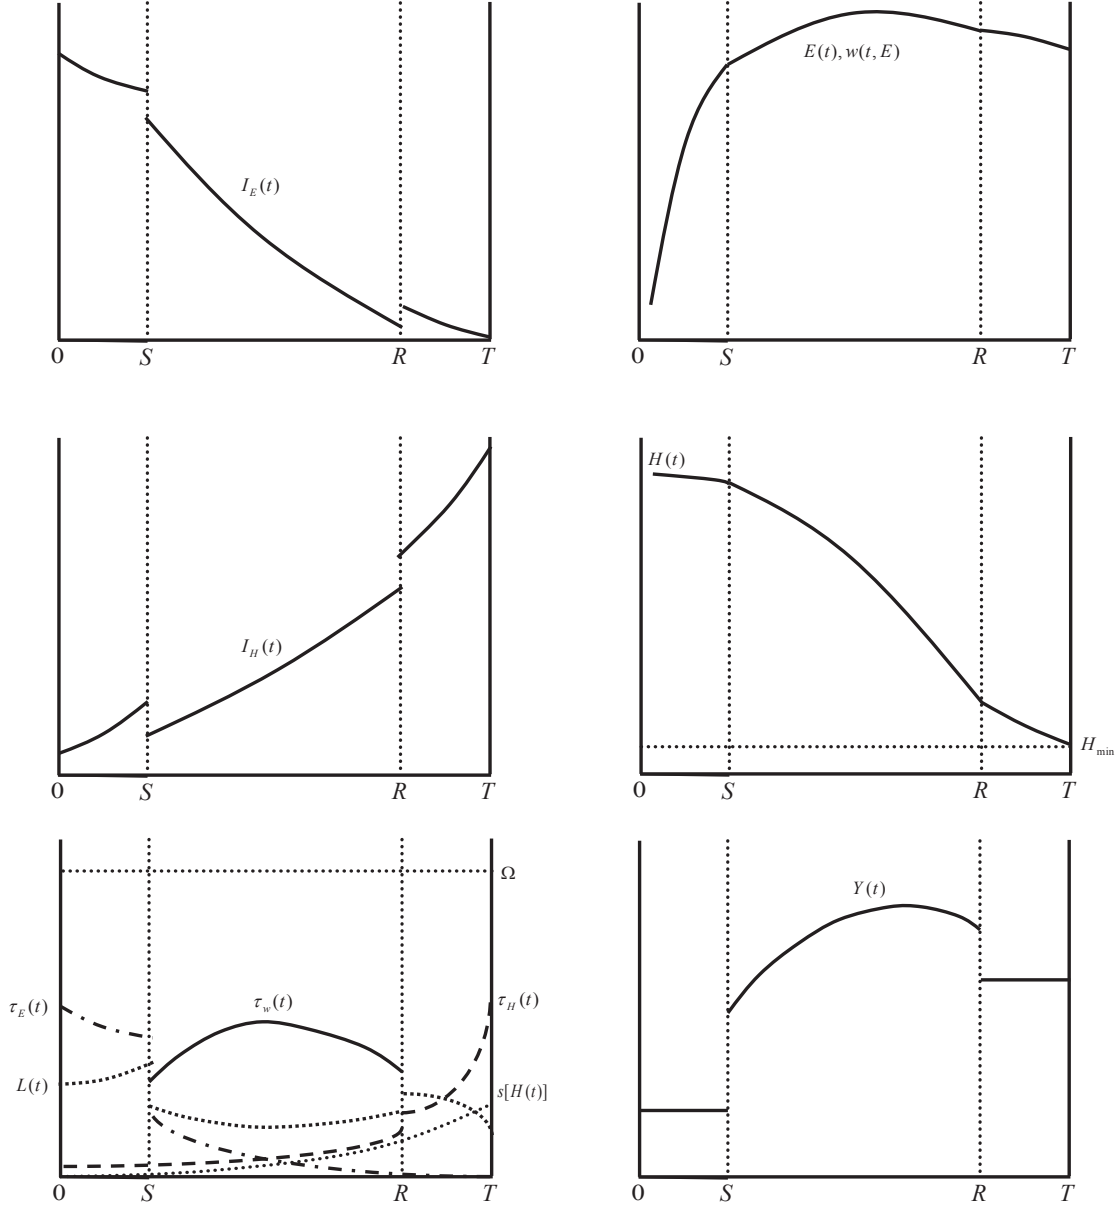 I_E(t)
0 S R T
E(t), w(t, E)
0 S R T
I_H(t)
0 S R T
H(t)
H_min
0 S R T
Ω
τ_E(t)
τ_w(t)
τ_H(t)
L(t)
s[H(t)]
0 S R T
Y(t)
0 S R T